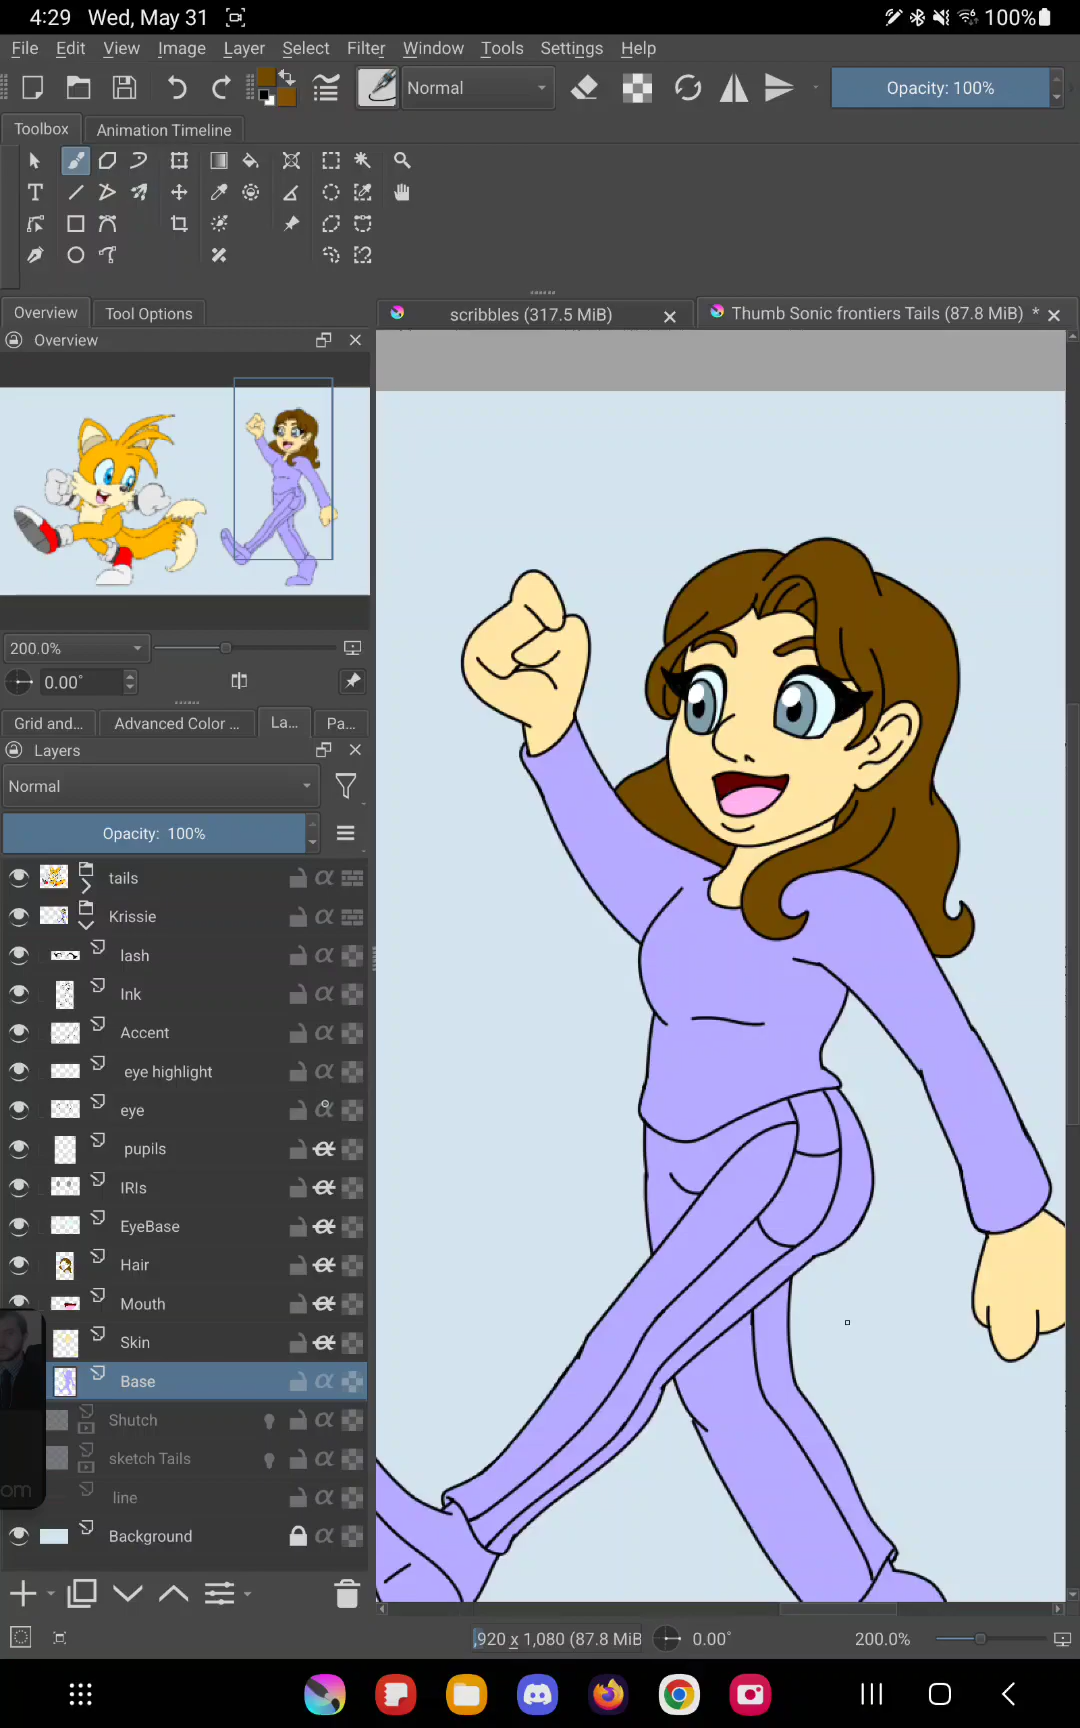 4:29 Wed, May 31 100%
File Edit View Image Layer Select Filter Window Tools Settings Help
Normal Opacity: 100%
Toolbox Animation Timeline
Overview Tool Options
scribbles (317.5 MiB)
Thumb Sonic frontiers Tails (87.8 MiB) *
Overview
200.0%
0.00°
Grid and... Advanced Color ... La... Pa...
Layers
Normal
Opacity: 100%
tails
Krissie
lash
Ink
Accent
eye highlight
eye
pupils
IRIs
EyeBase
Hair
Mouth
Skin
Base
Shutch
sketch Tails
line
Background
om
,920 x 1,080 (87.8 MiB 0.00° 200.0%